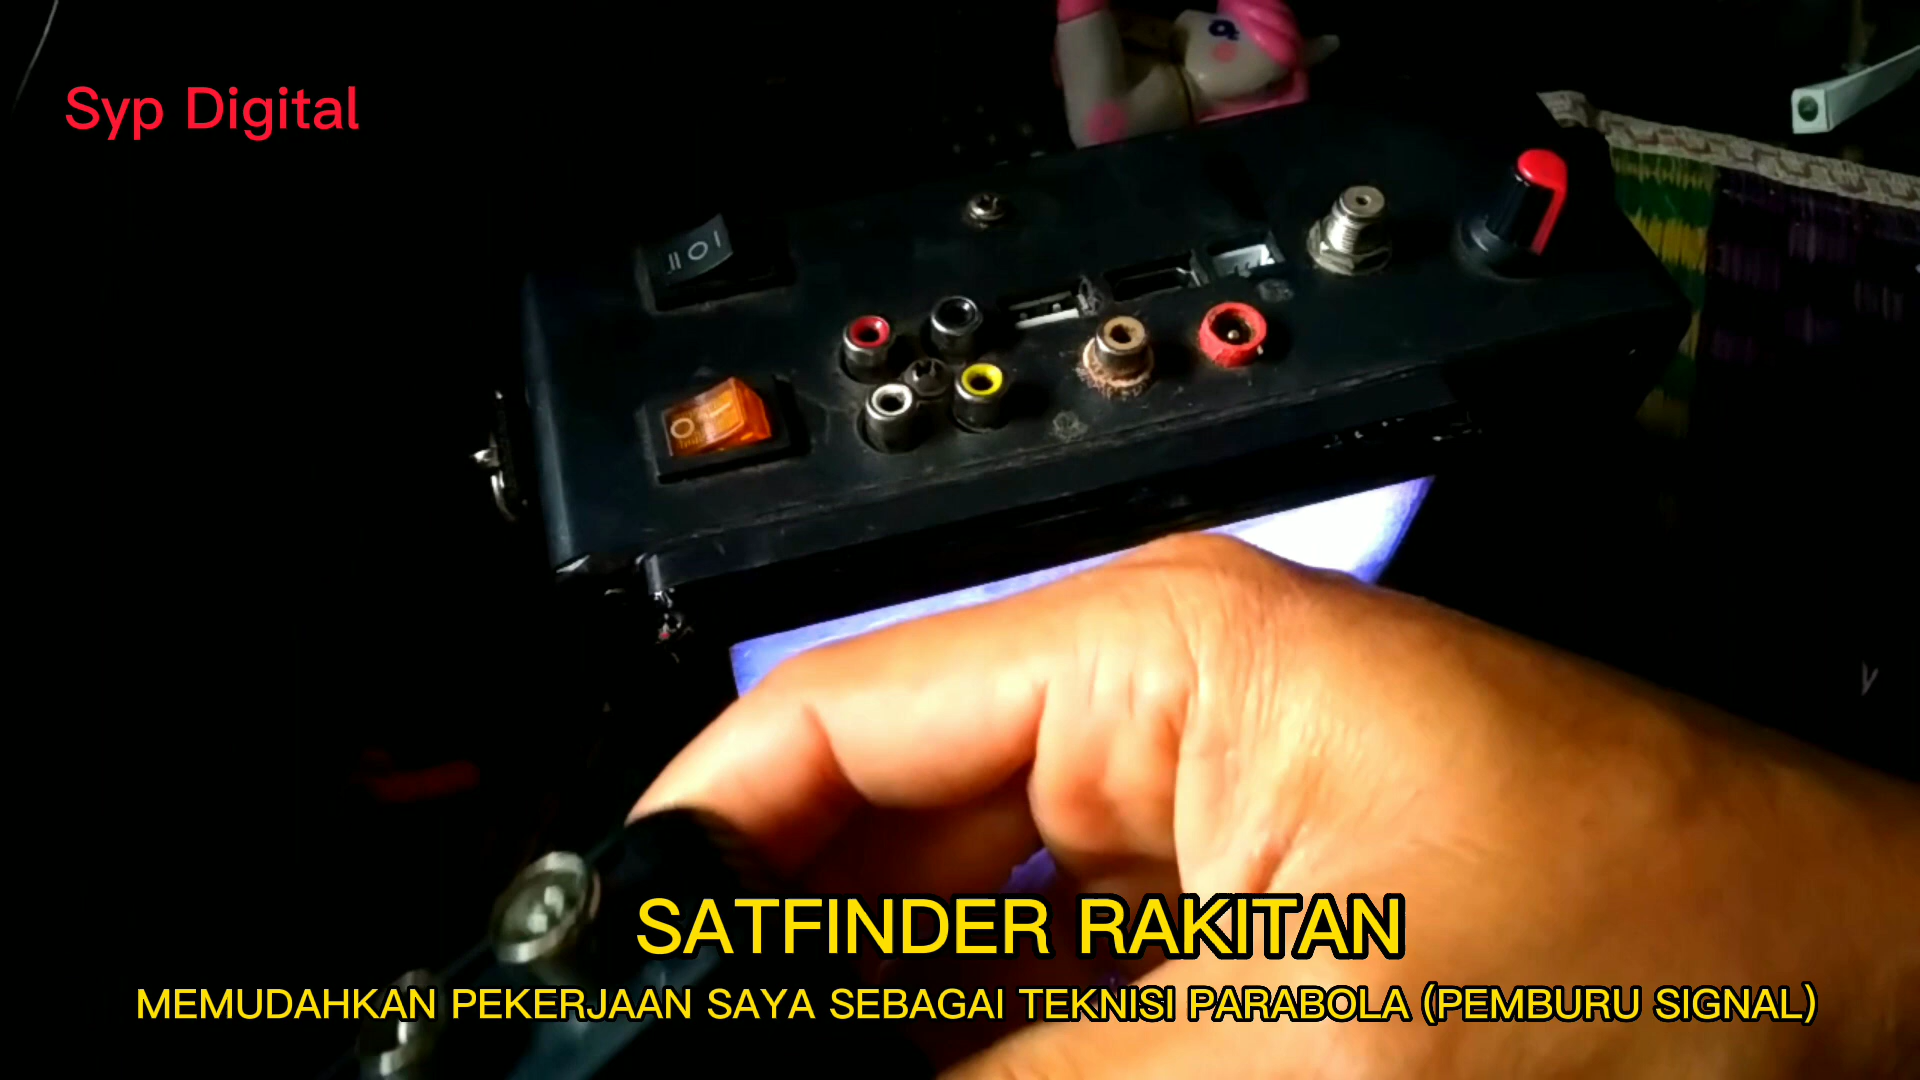 Syp Digital
SATFINDER RAKITAN
MEMUDAHKAN PEKERJAAN SAYA SEBAGAI TEKNISI PARABOLA (PEMBURU SIGNAL)